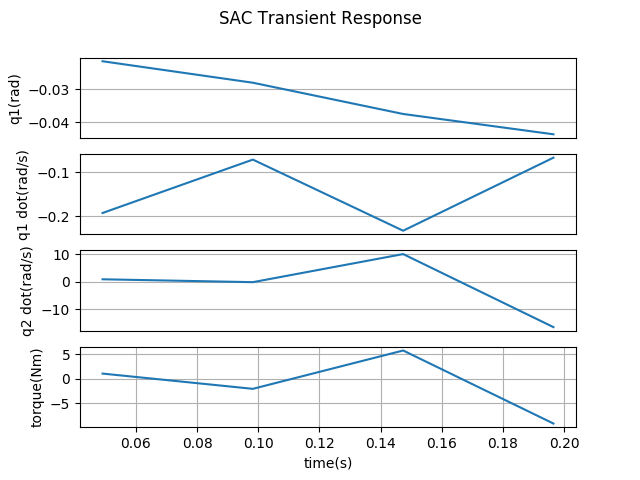 SAC Transient Response
q1(rad)
−0.03
−0.04
q1 dot(rad/s)
−0.1
−0.2
q2 dot(rad/s)
10
0
−10
torque(Nm)
5
0
−5
0.06 0.08 0.10 0.12 0.14 0.16 0.18 0.20
time(s)